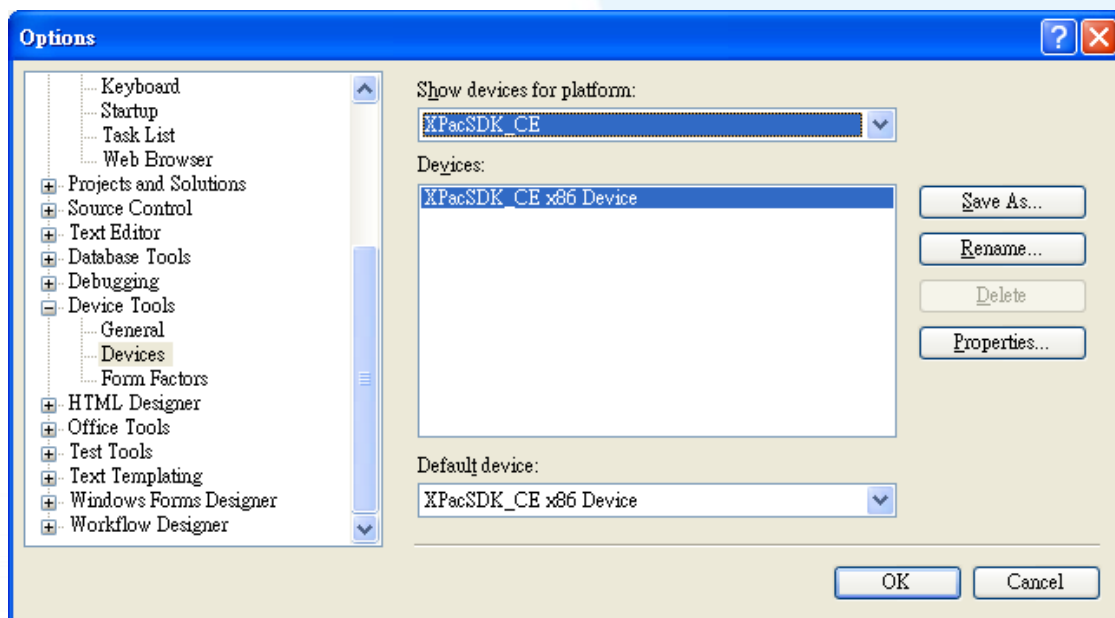 Options
Keyboard
Startup
Task List
Web Browser
Projects and Solutions
Source Control
Text Editor
Database Tools
Debugging
Device Tools
General
Devices
Form Factors
HTML Designer
Office Tools
Test Tools
Text Templating
Windows Forms Designer
Workflow Designer
Show devices for platform:
XPacSDK_CE
Devices:
XPacSDK_CE x86 Device
Save As...
Rename...
Delete
Properties...
Default device:
XPacSDK_CE x86 Device
OK
Cancel